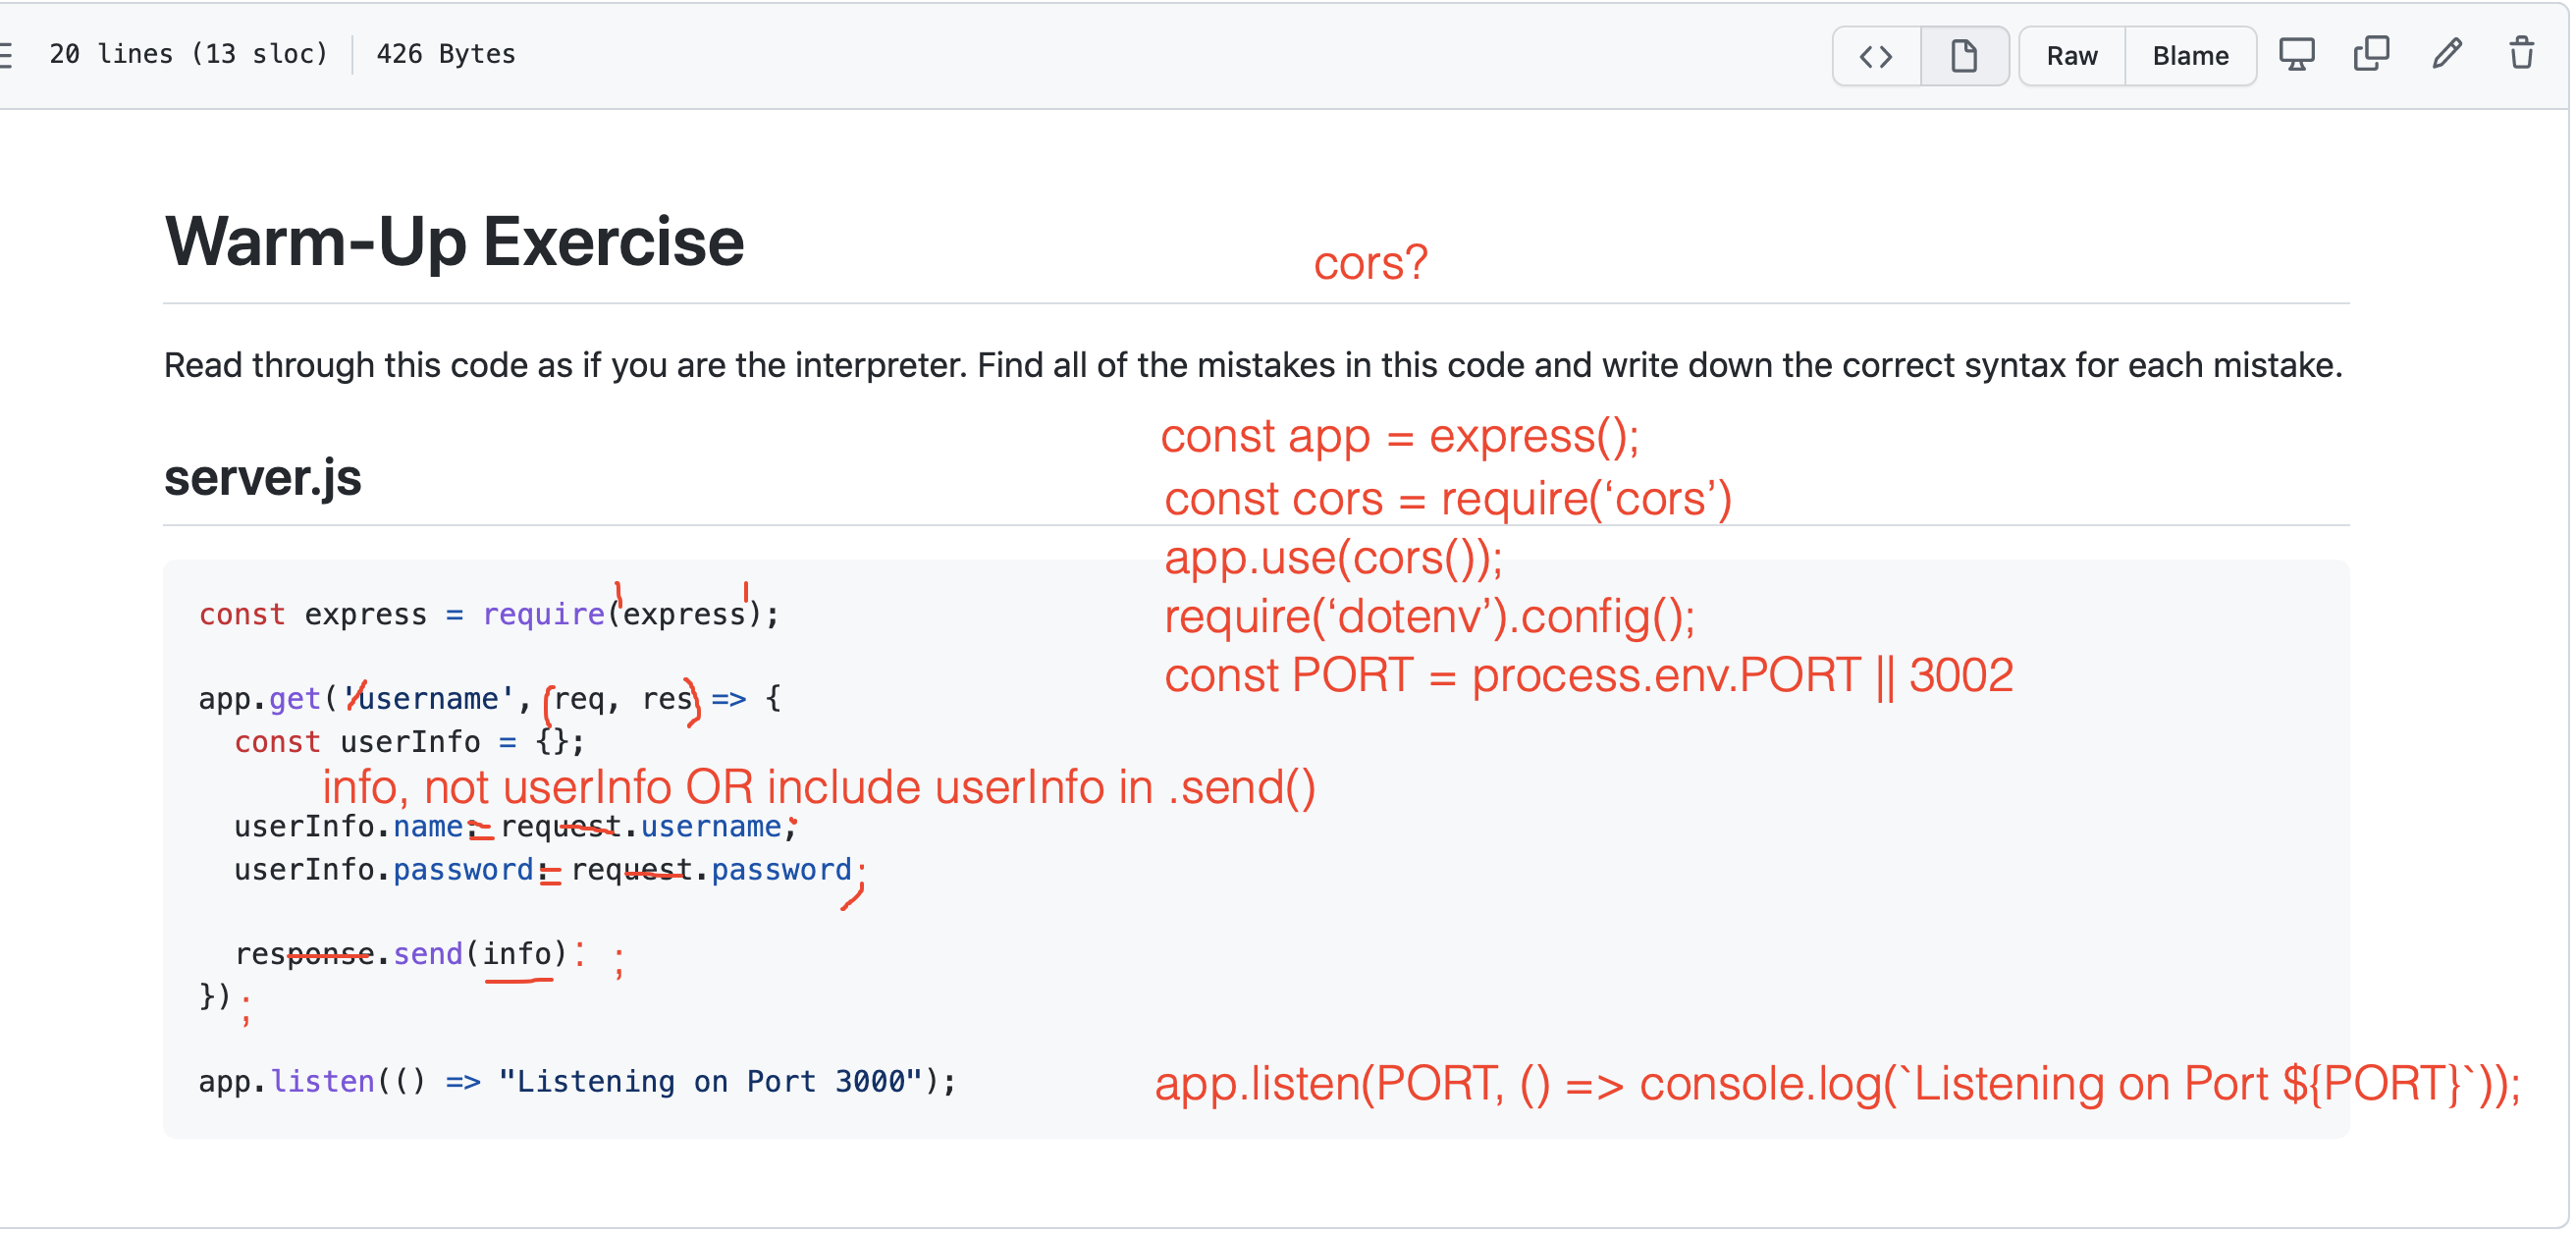 20 lines (13 sloc) 426 Bytes Raw Blame
Warm-Up Exercise
cors?
Read through this code as if you are the interpreter. Find all of the mistakes in this code and write down the correct syntax for each mistake.
const app = express();
server.js
const cors = require(‘cors’)
app.use(cors());
const express = require('express');
require(‘dotenv’).config();
const PORT = process.env.PORT || 3002
app.get('/username', (req, res) => {
const userInfo = {};
info, not userInfo OR include userInfo in .send()
userInfo.name: = request.username;
userInfo.password: = request.password;
response.send(info): ;
});
app.listen(() => "Listening on Port 3000");
app.listen(PORT, () => console.log(`Listening on Port ${PORT}`));